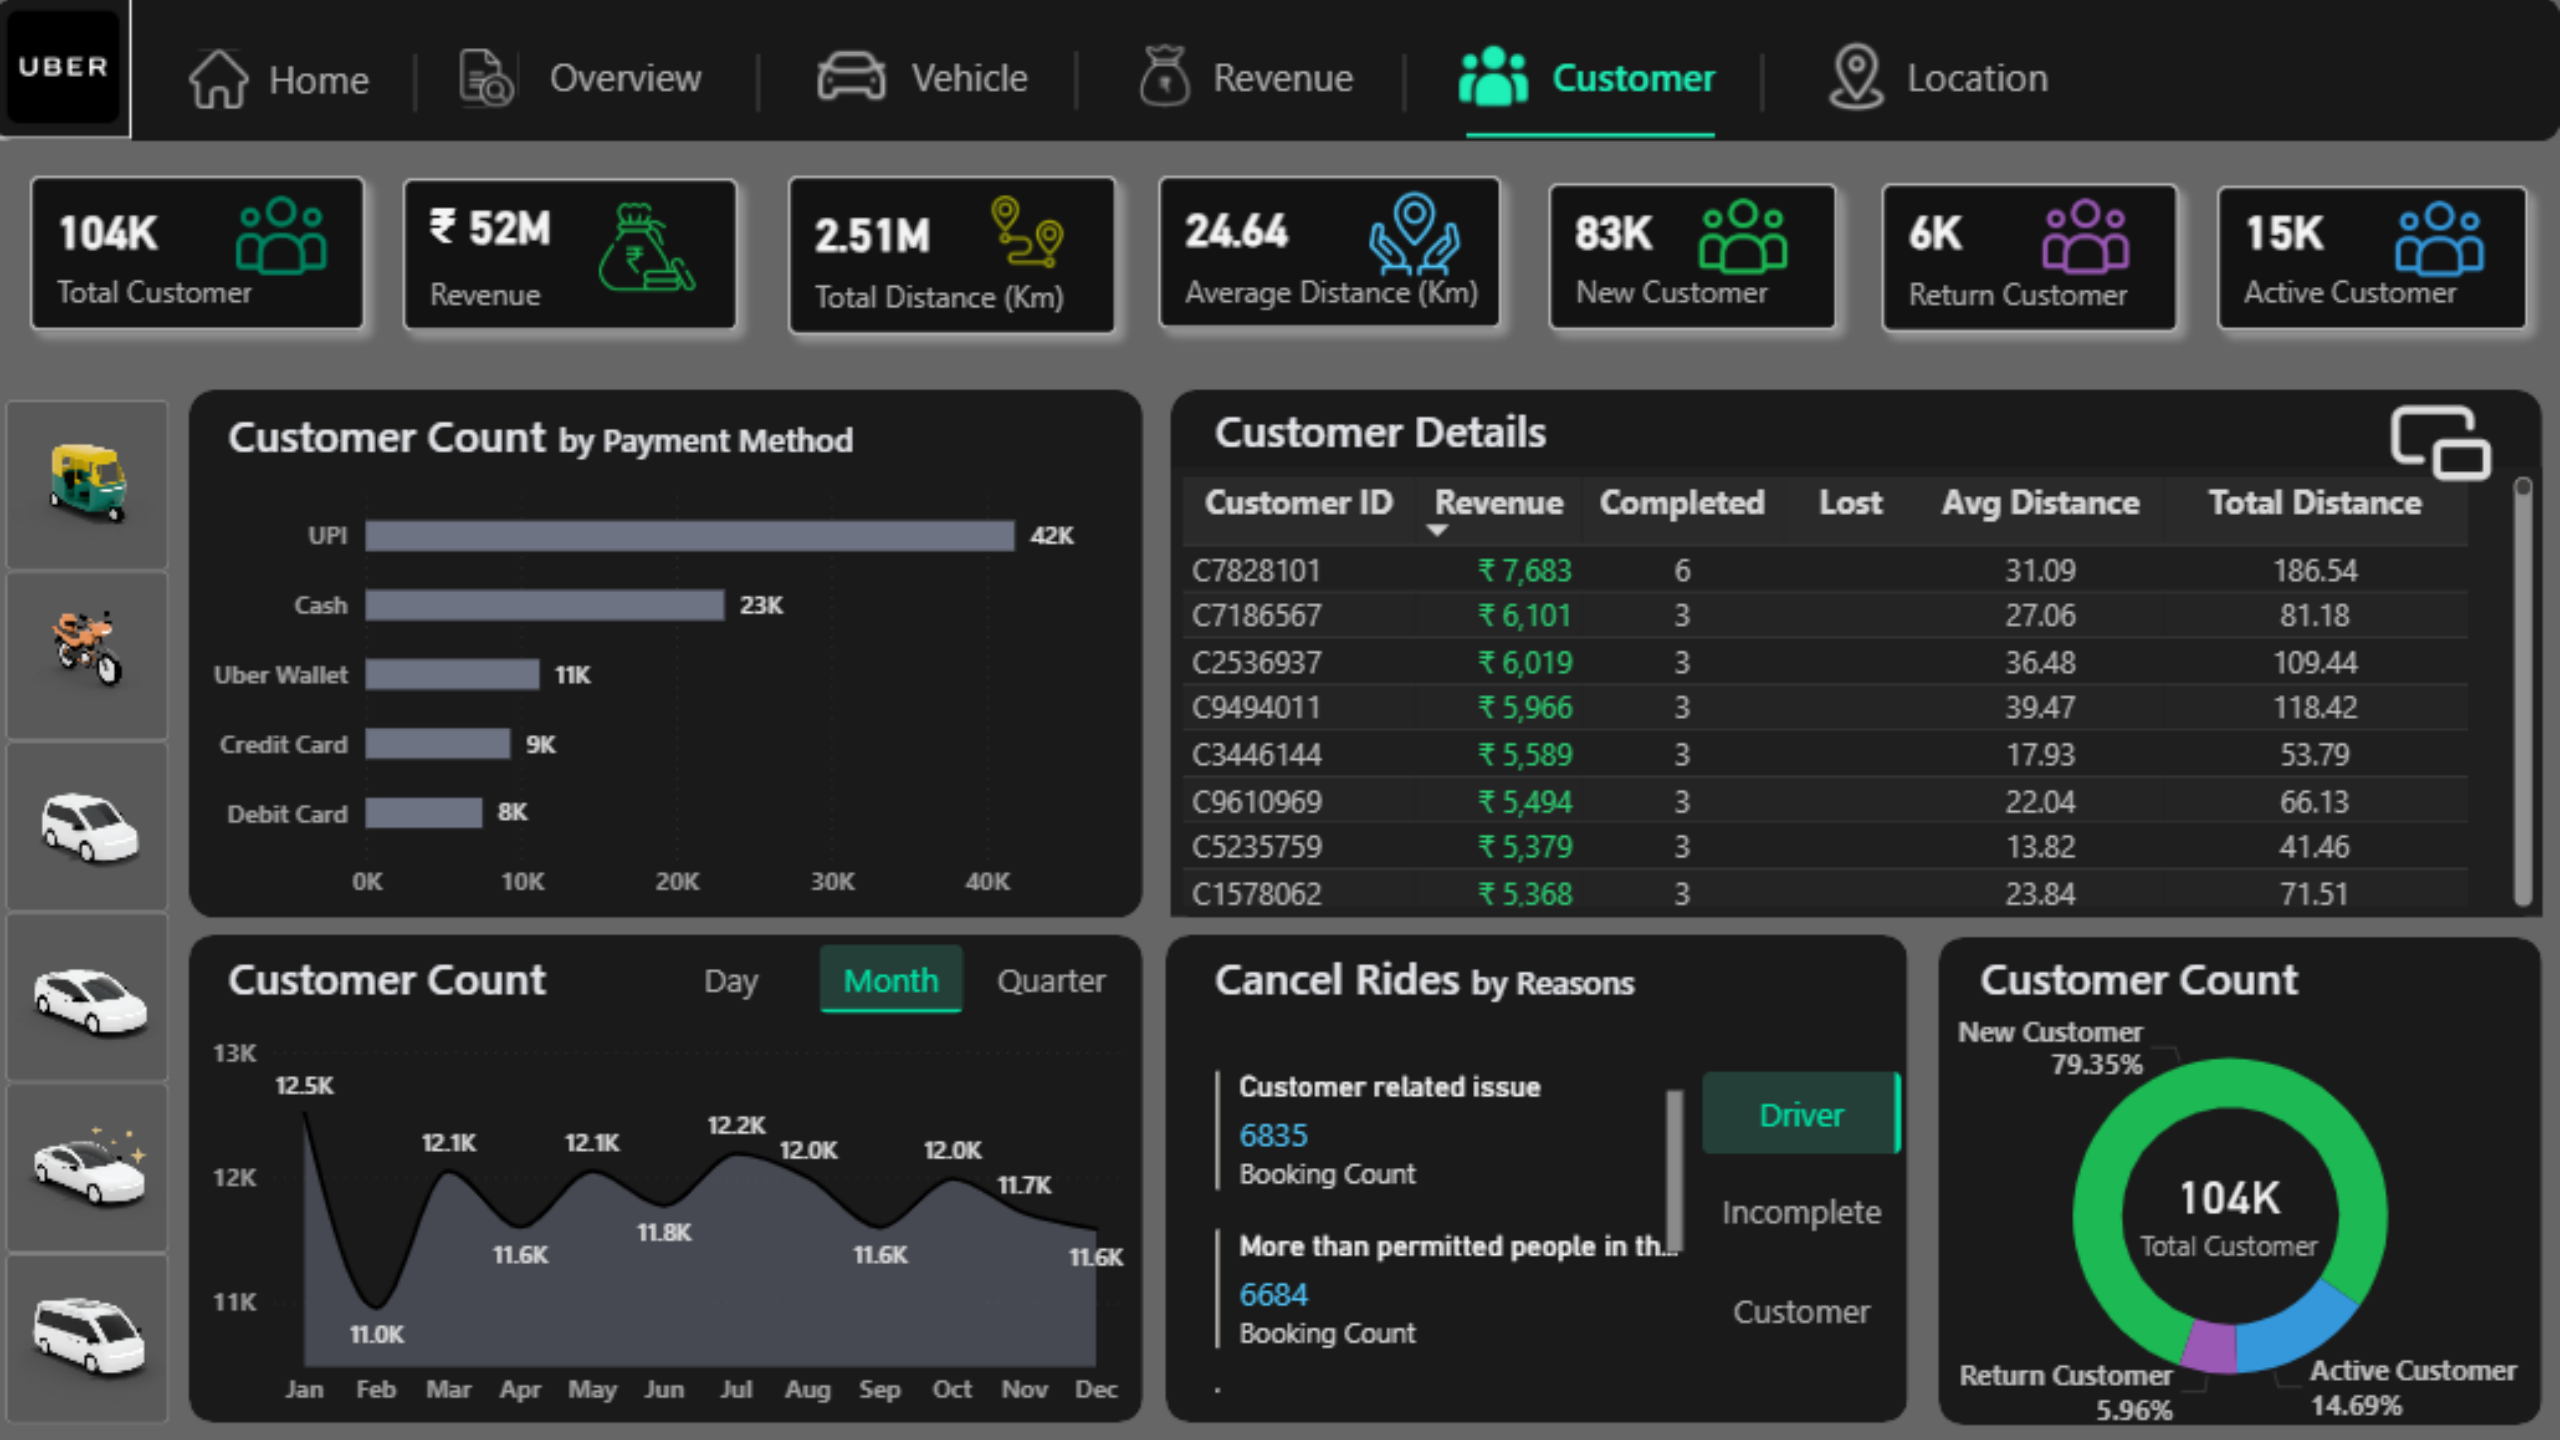 UBER
Home
Overview
Vehicle
Revenue
Customer
Location
104K
Total Customer
₹ 52M
Revenue
2.51M
Total Distance (Km)
24.64
Average Distance (Km)
83K
New Customer
6K
Return Customer
15K
Active Customer
Customer Count by Payment Method
UPI 42K
Cash 23K
Uber Wallet 11K
Credit Card 9K
Debit Card 8K
0K 10K 20K 30K 40K
Customer Details
Customer ID Revenue Completed Lost Avg Distance Total Distance
C7828101 ₹ 7,683 6 31.09 186.54
C7186567 ₹ 6,101 3 27.06 81.18
C2536937 ₹ 6,019 3 36.48 109.44
C9494011 ₹ 5,966 3 39.47 118.42
C3446144 ₹ 5,589 3 17.93 53.79
C9610969 ₹ 5,494 3 22.04 66.13
C5235759 ₹ 5,379 3 13.82 41.46
C1578062 ₹ 5,368 3 23.84 71.51
Customer Count
Day Month Quarter
13K
12K
11K
12.5K
11.0K
12.1K
11.6K
12.1K
11.8K
12.2K
12.0K
11.6K
12.0K
11.7K
11.6K
Jan Feb Mar Apr May Jun Jul Aug Sep Oct Nov Dec
Cancel Rides by Reasons
Customer related issue
6835
Booking Count
More than permitted people in th...
6684
Booking Count
.
Driver
Incomplete
Customer
Customer Count
New Customer
79.35%
104K
Total Customer
Return Customer
5.96%
Active Customer
14.69%